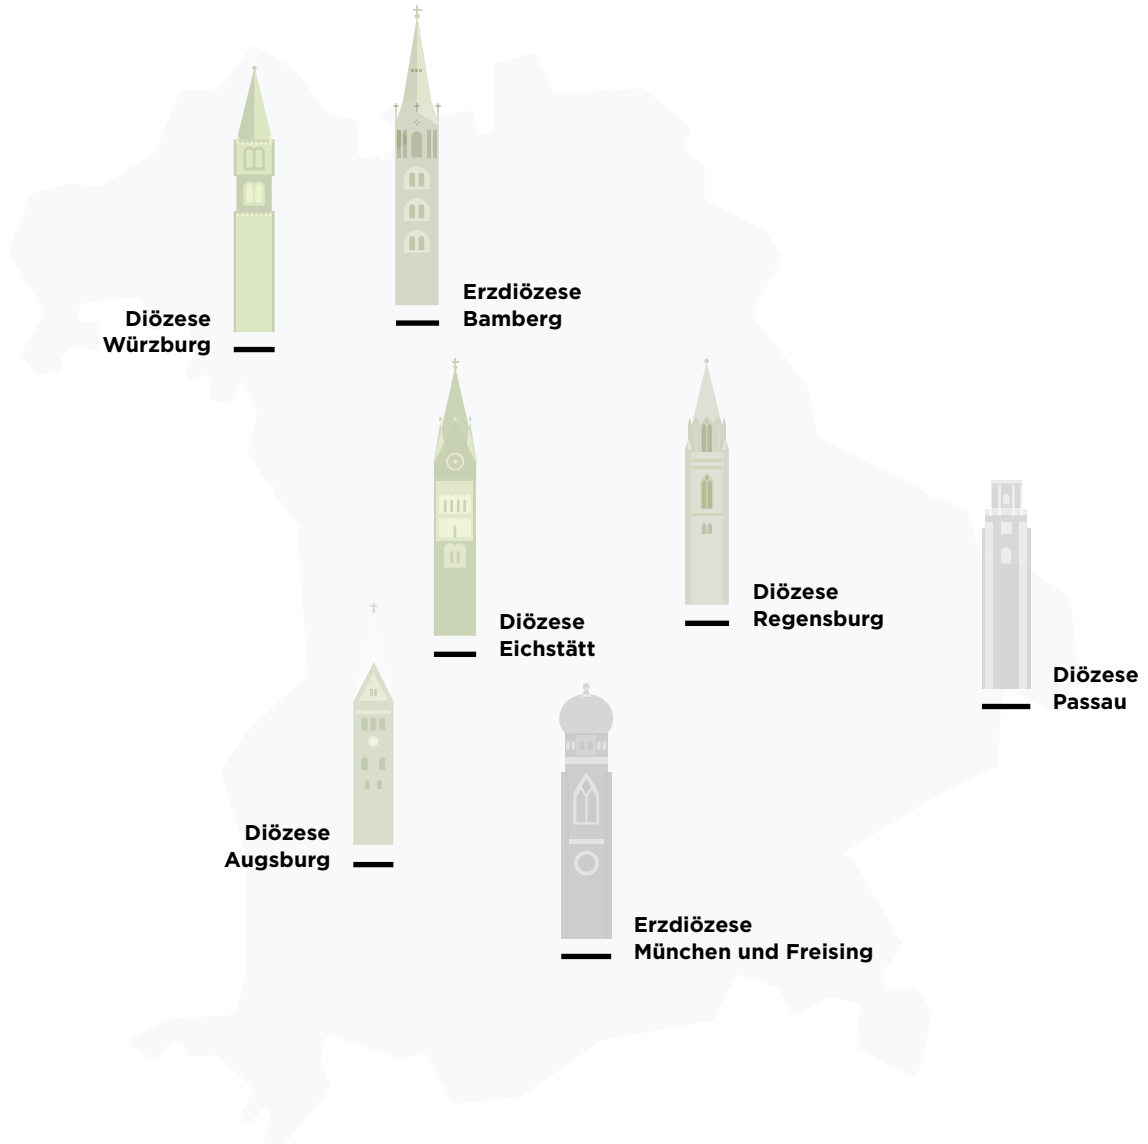 Erzdiözese
Bamberg
Diözese
Würzburg
Diözese
Regensburg
Diözese
Eichstätt
Diözese
Passau
Diözese
Augsburg
Erzdiözese
München und Freising